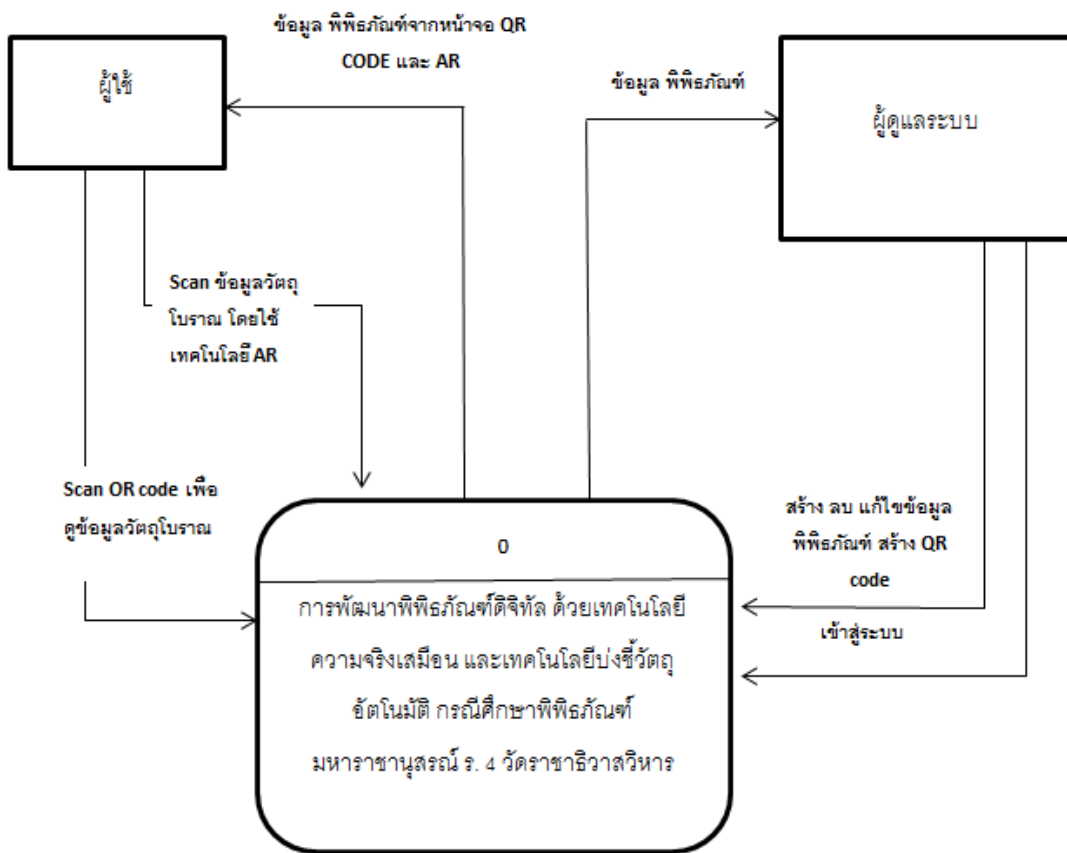 ข้อมูล พิพิธภัณฑ์จากหน้าจอ QR
CODE และ AR
ผู้ใช้
ข้อมูล พิพิธภัณฑ์
ผู้ดูแลระบบ
Scan ข้อมูลวัตถุ
โบราณ โดยใช้
เทคโนโลยี AR
Scan OR code เพื่อ
ดูข้อมูลวัตถุโบราณ
สร้าง ลบ แก้ไขข้อมูล
พิพิธภัณฑ์ สร้าง QR
code
เข้าสู่ระบบ
0
การพัฒนาพิพิธภัณฑ์ดิจิทัล ด้วยเทคโนโลยี
ความจริงเสมือน และเทคโนโลยีบ่งชี้วัตถุ
อัตโนมัติ กรณีศึกษาพิพิธภัณฑ์
มหาราชานุสรณ์ ร. 4 วัดราชาธิวาสวิหาร